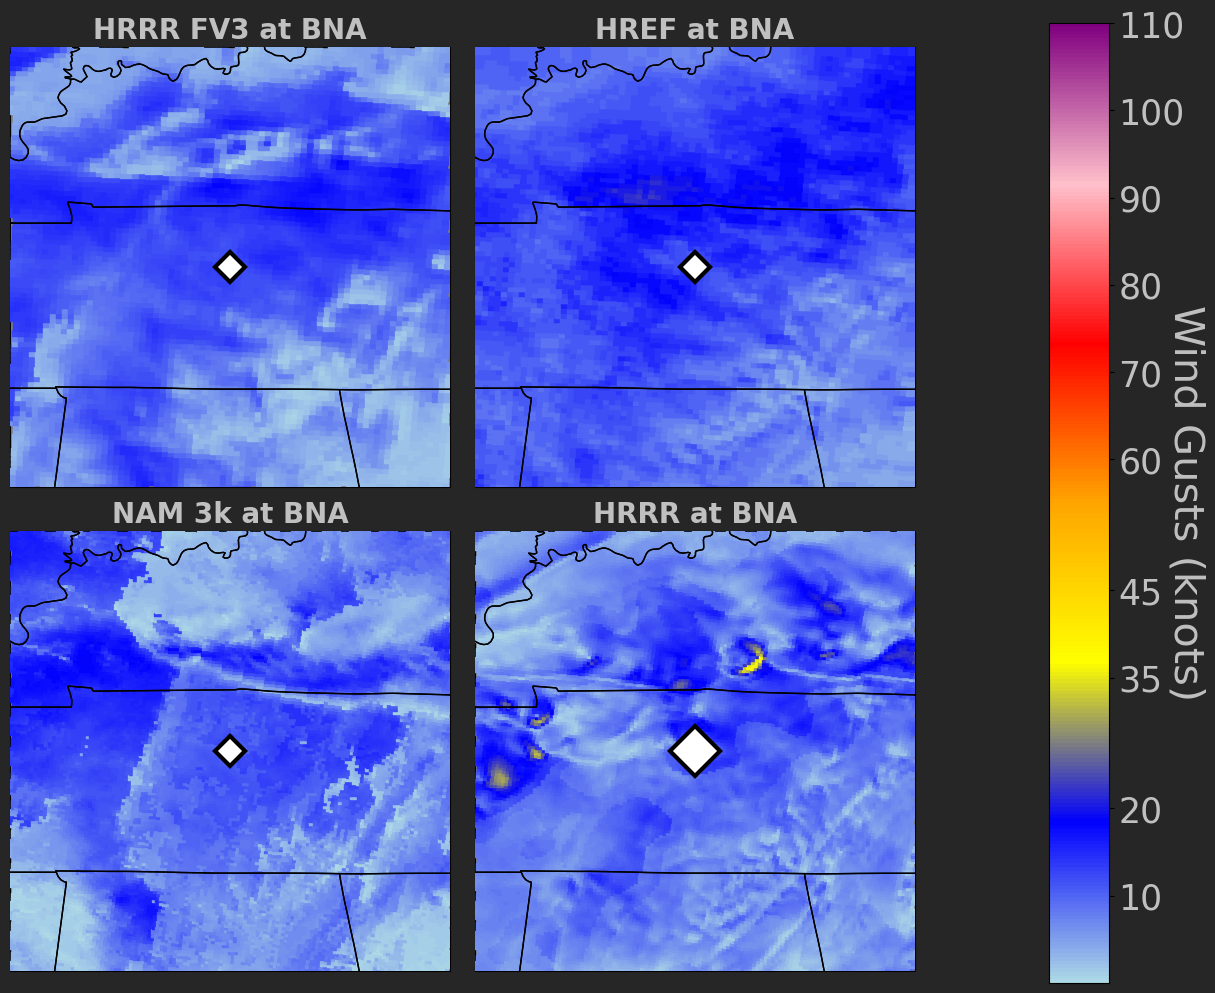 HRRR FV3 at BNA
HREF at BNA
NAM 3k at BNA
HRRR at BNA
110
100
90
80
70
60
45
35
20
10
Wind Gusts (knots)